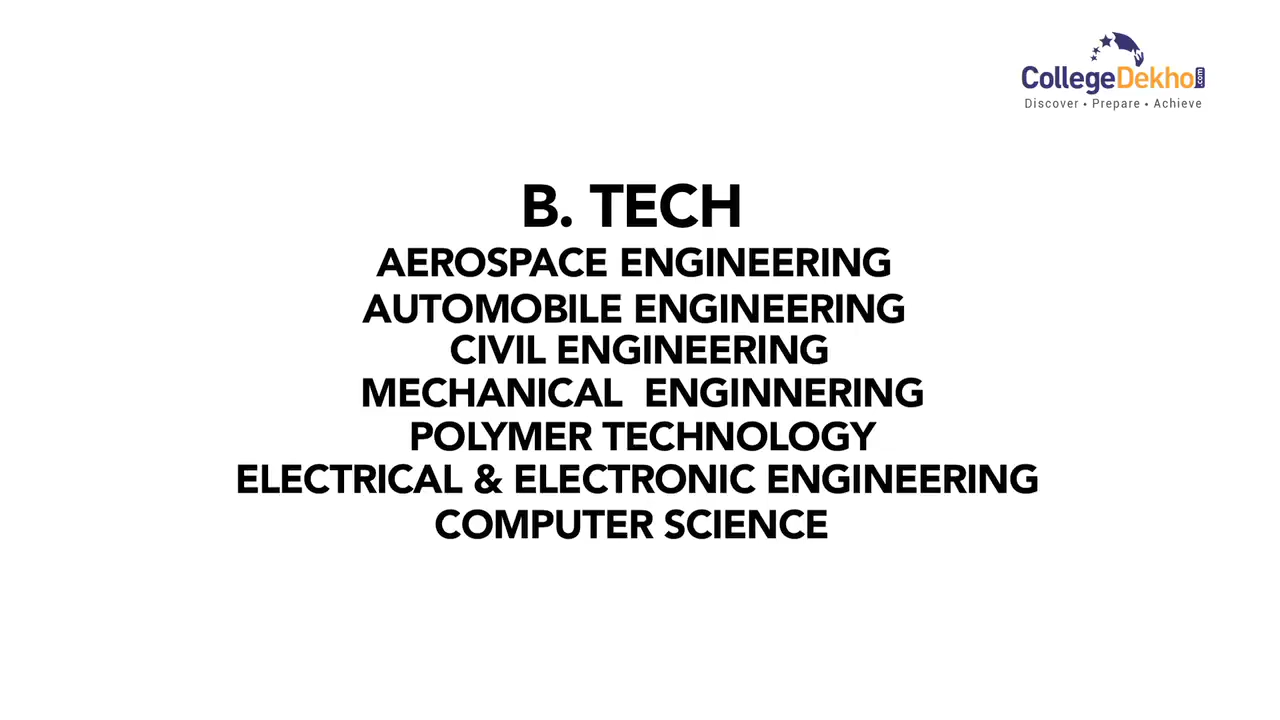 CollegeDekho.com
Discover • Prepare • Achieve
B. TECH
AEROSPACE ENGINEERING
AUTOMOBILE ENGINEERING
CIVIL ENGINEERING
MECHANICAL  ENGINNERING
POLYMER TECHNOLOGY
ELECTRICAL & ELECTRONIC ENGINEERING
COMPUTER SCIENCE